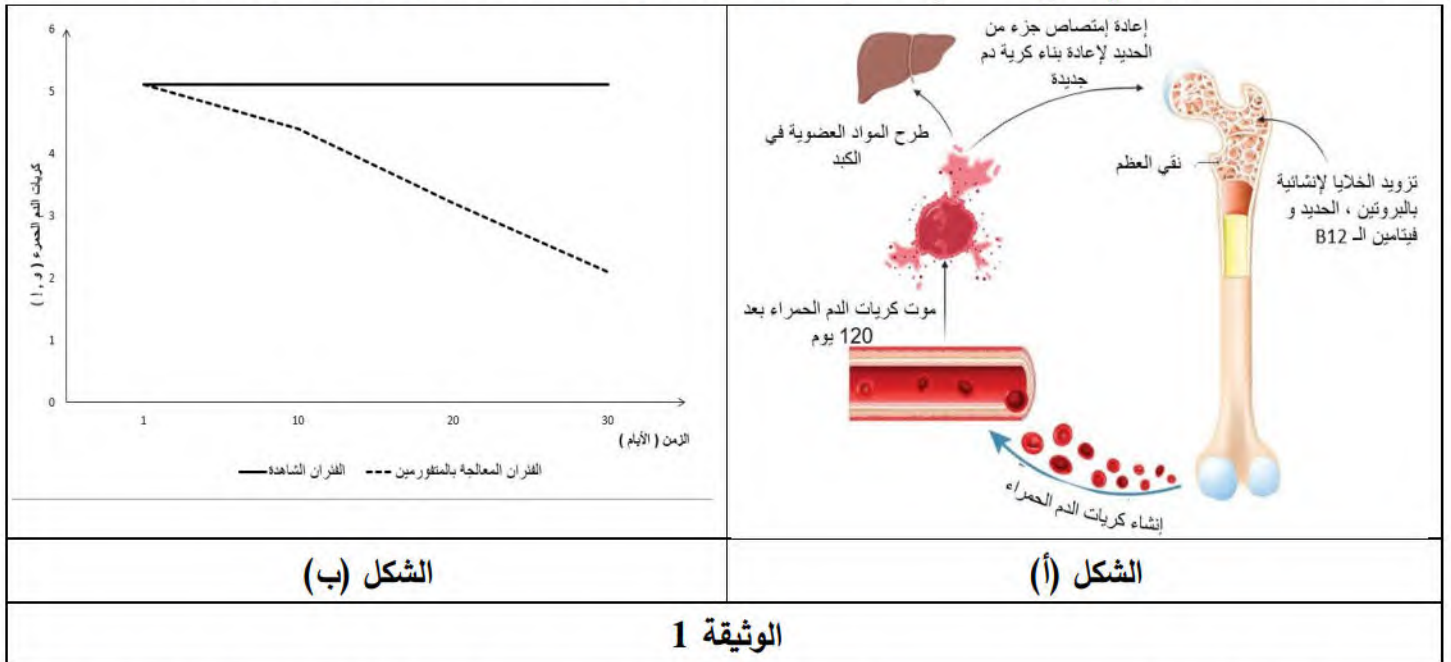 إعادة إمتصاص جزء من
الحديد لإعادة بناء كرية دم
جديدة
طرح المواد العضوية في
الكبد
نقي العظم
تزويد الخلايا لإنشائية
بالبروتين ، الحديد و
فيتامين الـ B12
موت كريات الدم الحمراء بعد
120 يوم
إنشاء كريات الدم الحمراء
كريات الدم الحمرء ( و , ! )
6
5
4
3
2
1
0
1 10 20 30
الزمن ( الأيام )
الفئران المعالجة بالمتفورمين
الفئران الشاهدة
الشكل (أ)
الشكل (ب)
الوثيقة 1